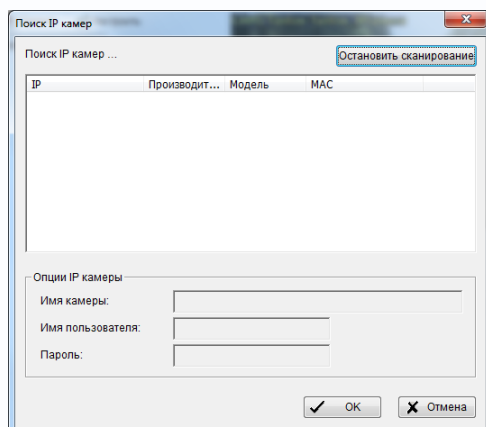 Поиск IP камер
Поиск IP камер ...
Остановить сканирование
IP Производит... Модель MAC
Опции IP камеры
Имя камеры:
Имя пользователя:
Пароль:
OK Отмена